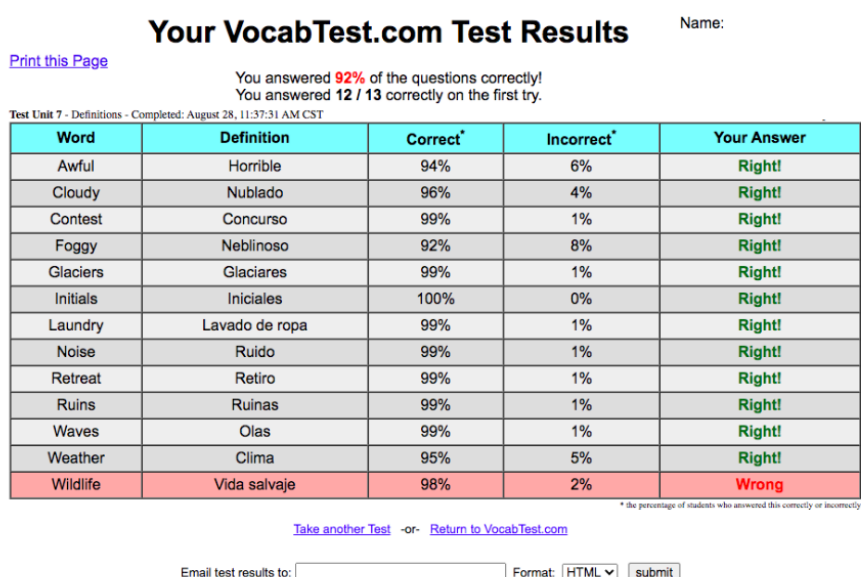 Your VocabTest.com Test Results
Name:
Print this Page
You answered 92% of the questions correctly!
You answered 12 / 13 correctly on the first try.
Test Unit 7 - Definitions - Completed: August 28, 11:37:31 AM CST
Word Definition Correct* Incorrect* Your Answer
Awful Horrible 94% 6% Right!
Cloudy Nublado 96% 4% Right!
Contest Concurso 99% 1% Right!
Foggy Neblinoso 92% 8% Right!
Glaciers Glaciares 99% 1% Right!
Initials Iniciales 100% 0% Right!
Laundry Lavado de ropa 99% 1% Right!
Noise Ruido 99% 1% Right!
Retreat Retiro 99% 1% Right!
Ruins Ruinas 99% 1% Right!
Waves Olas 99% 1% Right!
Weather Clima 95% 5% Right!
Wildlife Vida salvaje 98% 2% Wrong
* the percentage of students who answered this correctly or incorrectly
Take another Test -or- Return to VocabTest.com
Email test results to: Format: HTML submit